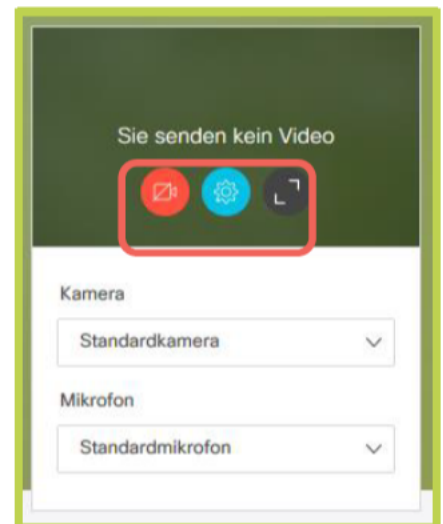 Sie senden kein Video
Kamera
Standardkamera
Mikrofon
Standardmikrofon